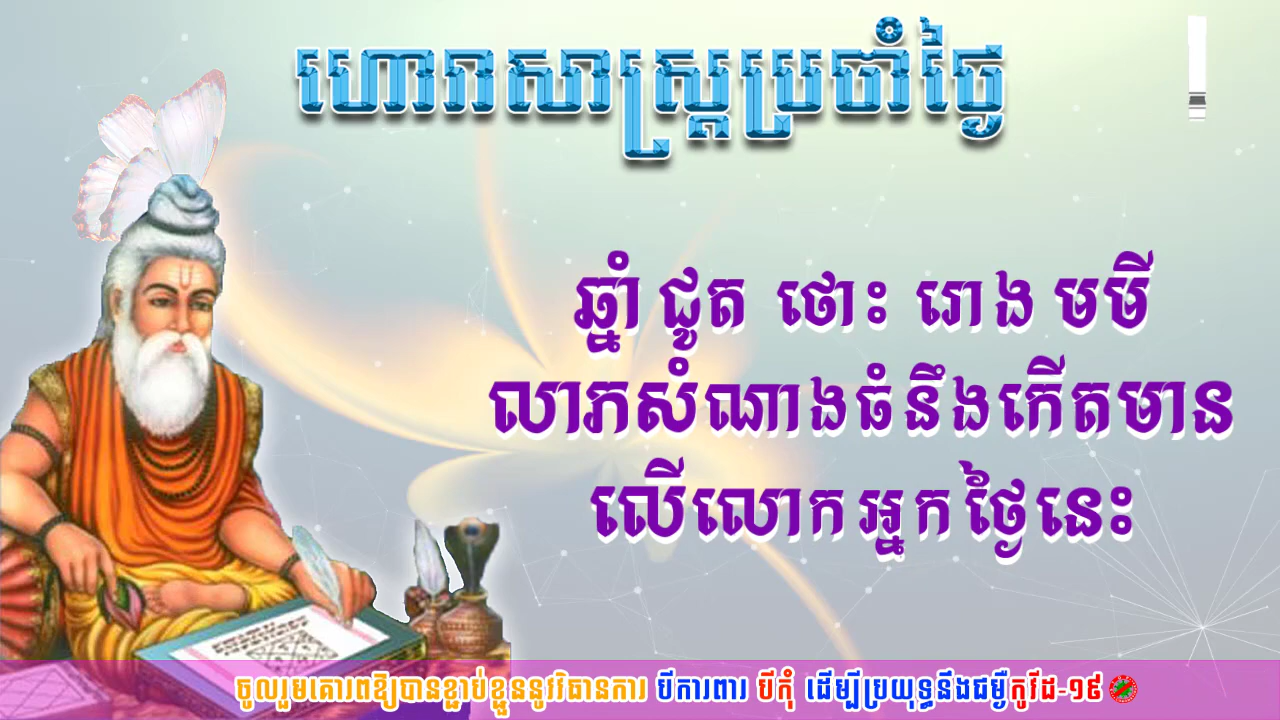 ហោរាសាស្ត្រប្រចាំថ្ងៃ
ឆ្នាំ ជូត ថោះ រោង មមី
លាភសំណាងធំនឹងកើតមាន
លើលោកអ្នក ថ្ងៃនេះ
ចូលរួមគោរពឱ្យបានខ្ជាប់ខ្ជួននូវវិធានការ បីការពារ បីកុំ ដើម្បីប្រយុទ្ធនឹងជម្ងឺកូវីដ-១៩